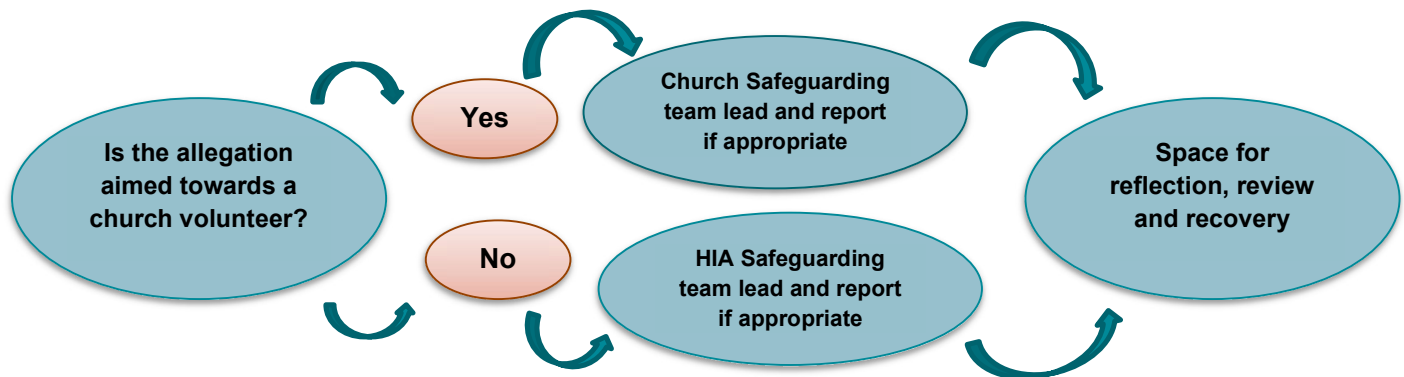 Is the allegation
aimed towards a
church volunteer?
Yes
Church Safeguarding
team lead and report
if appropriate
No
HIA Safeguarding
team lead and report
if appropriate
Space for
reflection, review
and recovery